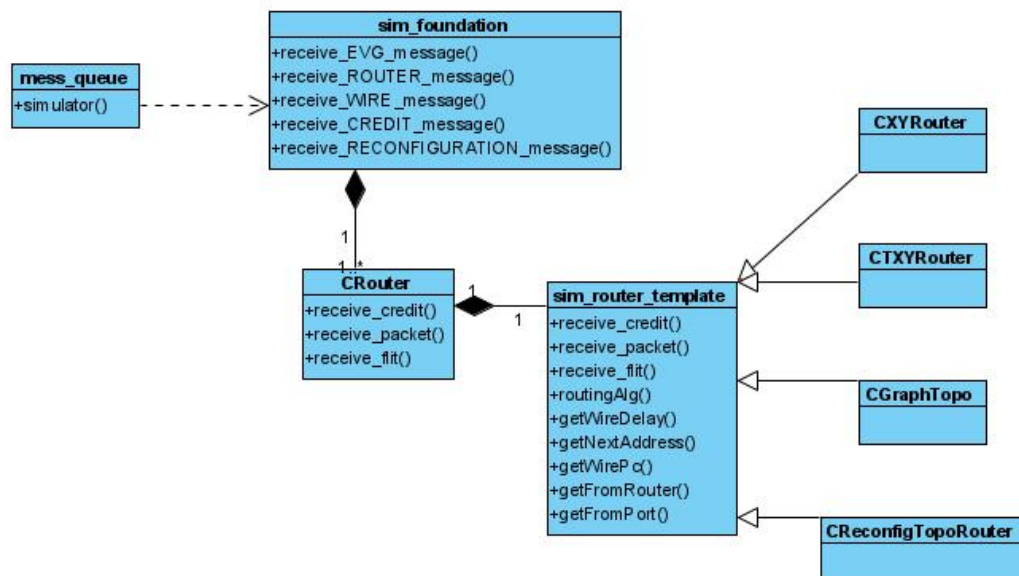 sim_foundation
+receive_EVG_message()
+receive_ROUTER_message()
+receive_WIRE_message()
+receive_CREDIT_message()
+receive_RECONFIGURATION_message()
mess_queue
+simulator()
CXYRouter
1
1..*
CRouter
+receive_credit()
+receive_packet()
+receive_flit()
1
1
sim_router_template
+receive_credit()
+receive_packet()
+receive_flit()
+routingAlg()
+getWireDelay()
+getNextAddress()
+getWirePc()
+getFromRouter()
+getFromPort()
CTXYRouter
CGraphTopo
CReconfigTopoRouter